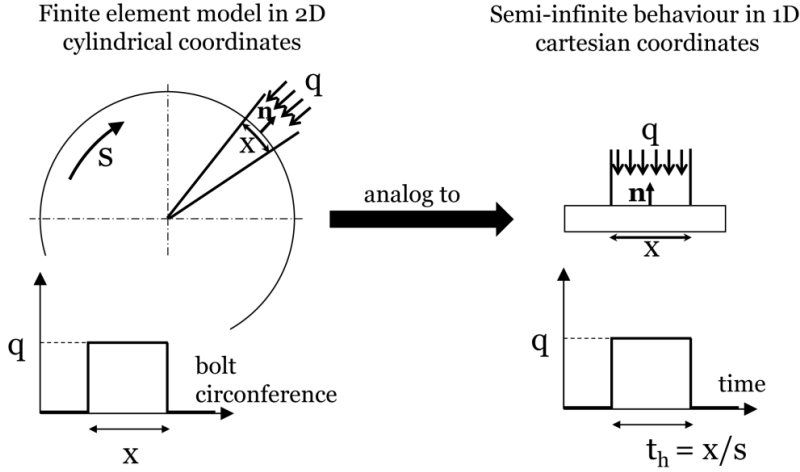 Finite element model in 2D
cylindrical coordinates
q
n
x
s
q
bolt
circonference
x
analog to
Semi-infinite behaviour in 1D
cartesian coordinates
q
n
x
q
time
tₕ = x/s